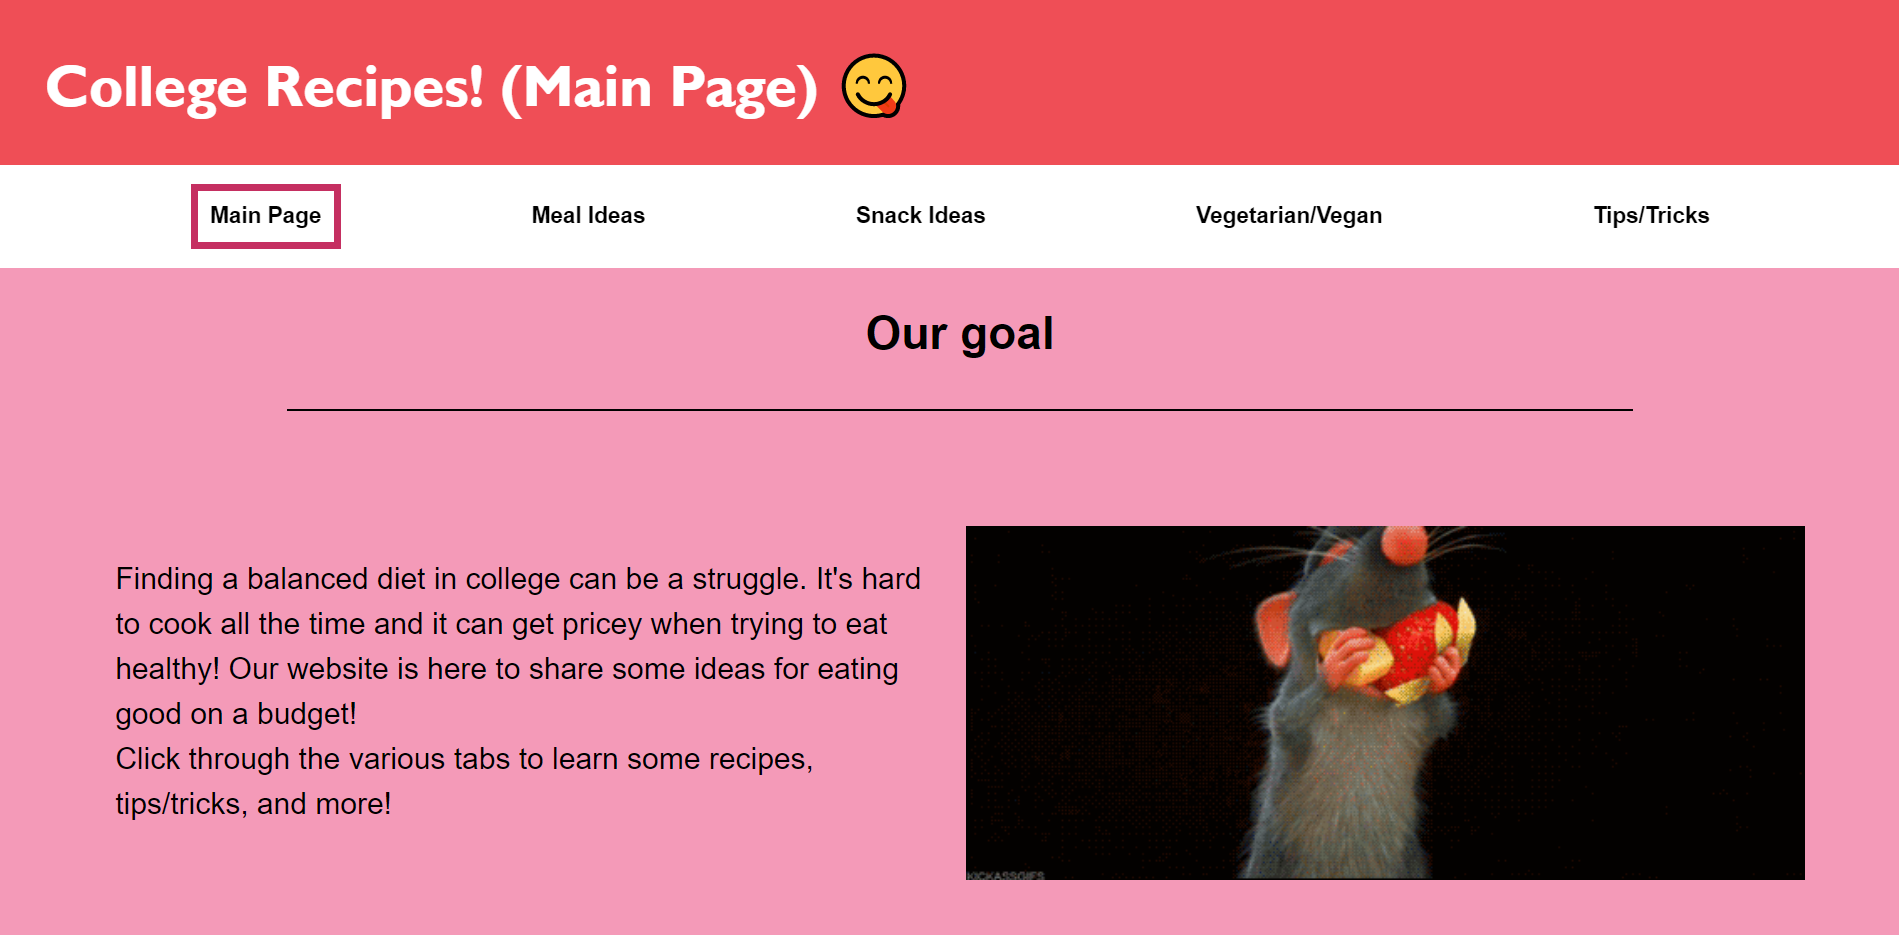 College Recipes! (Main Page) 😋
Main Page
Meal Ideas
Snack Ideas
Vegetarian/Vegan
Tips/Tricks
Our goal
Finding a balanced diet in college can be a struggle. It's hard
to cook all the time and it can get pricey when trying to eat
healthy! Our website is here to share some ideas for eating
good on a budget!
Click through the various tabs to learn some recipes,
tips/tricks, and more!
KICKASSGIFS